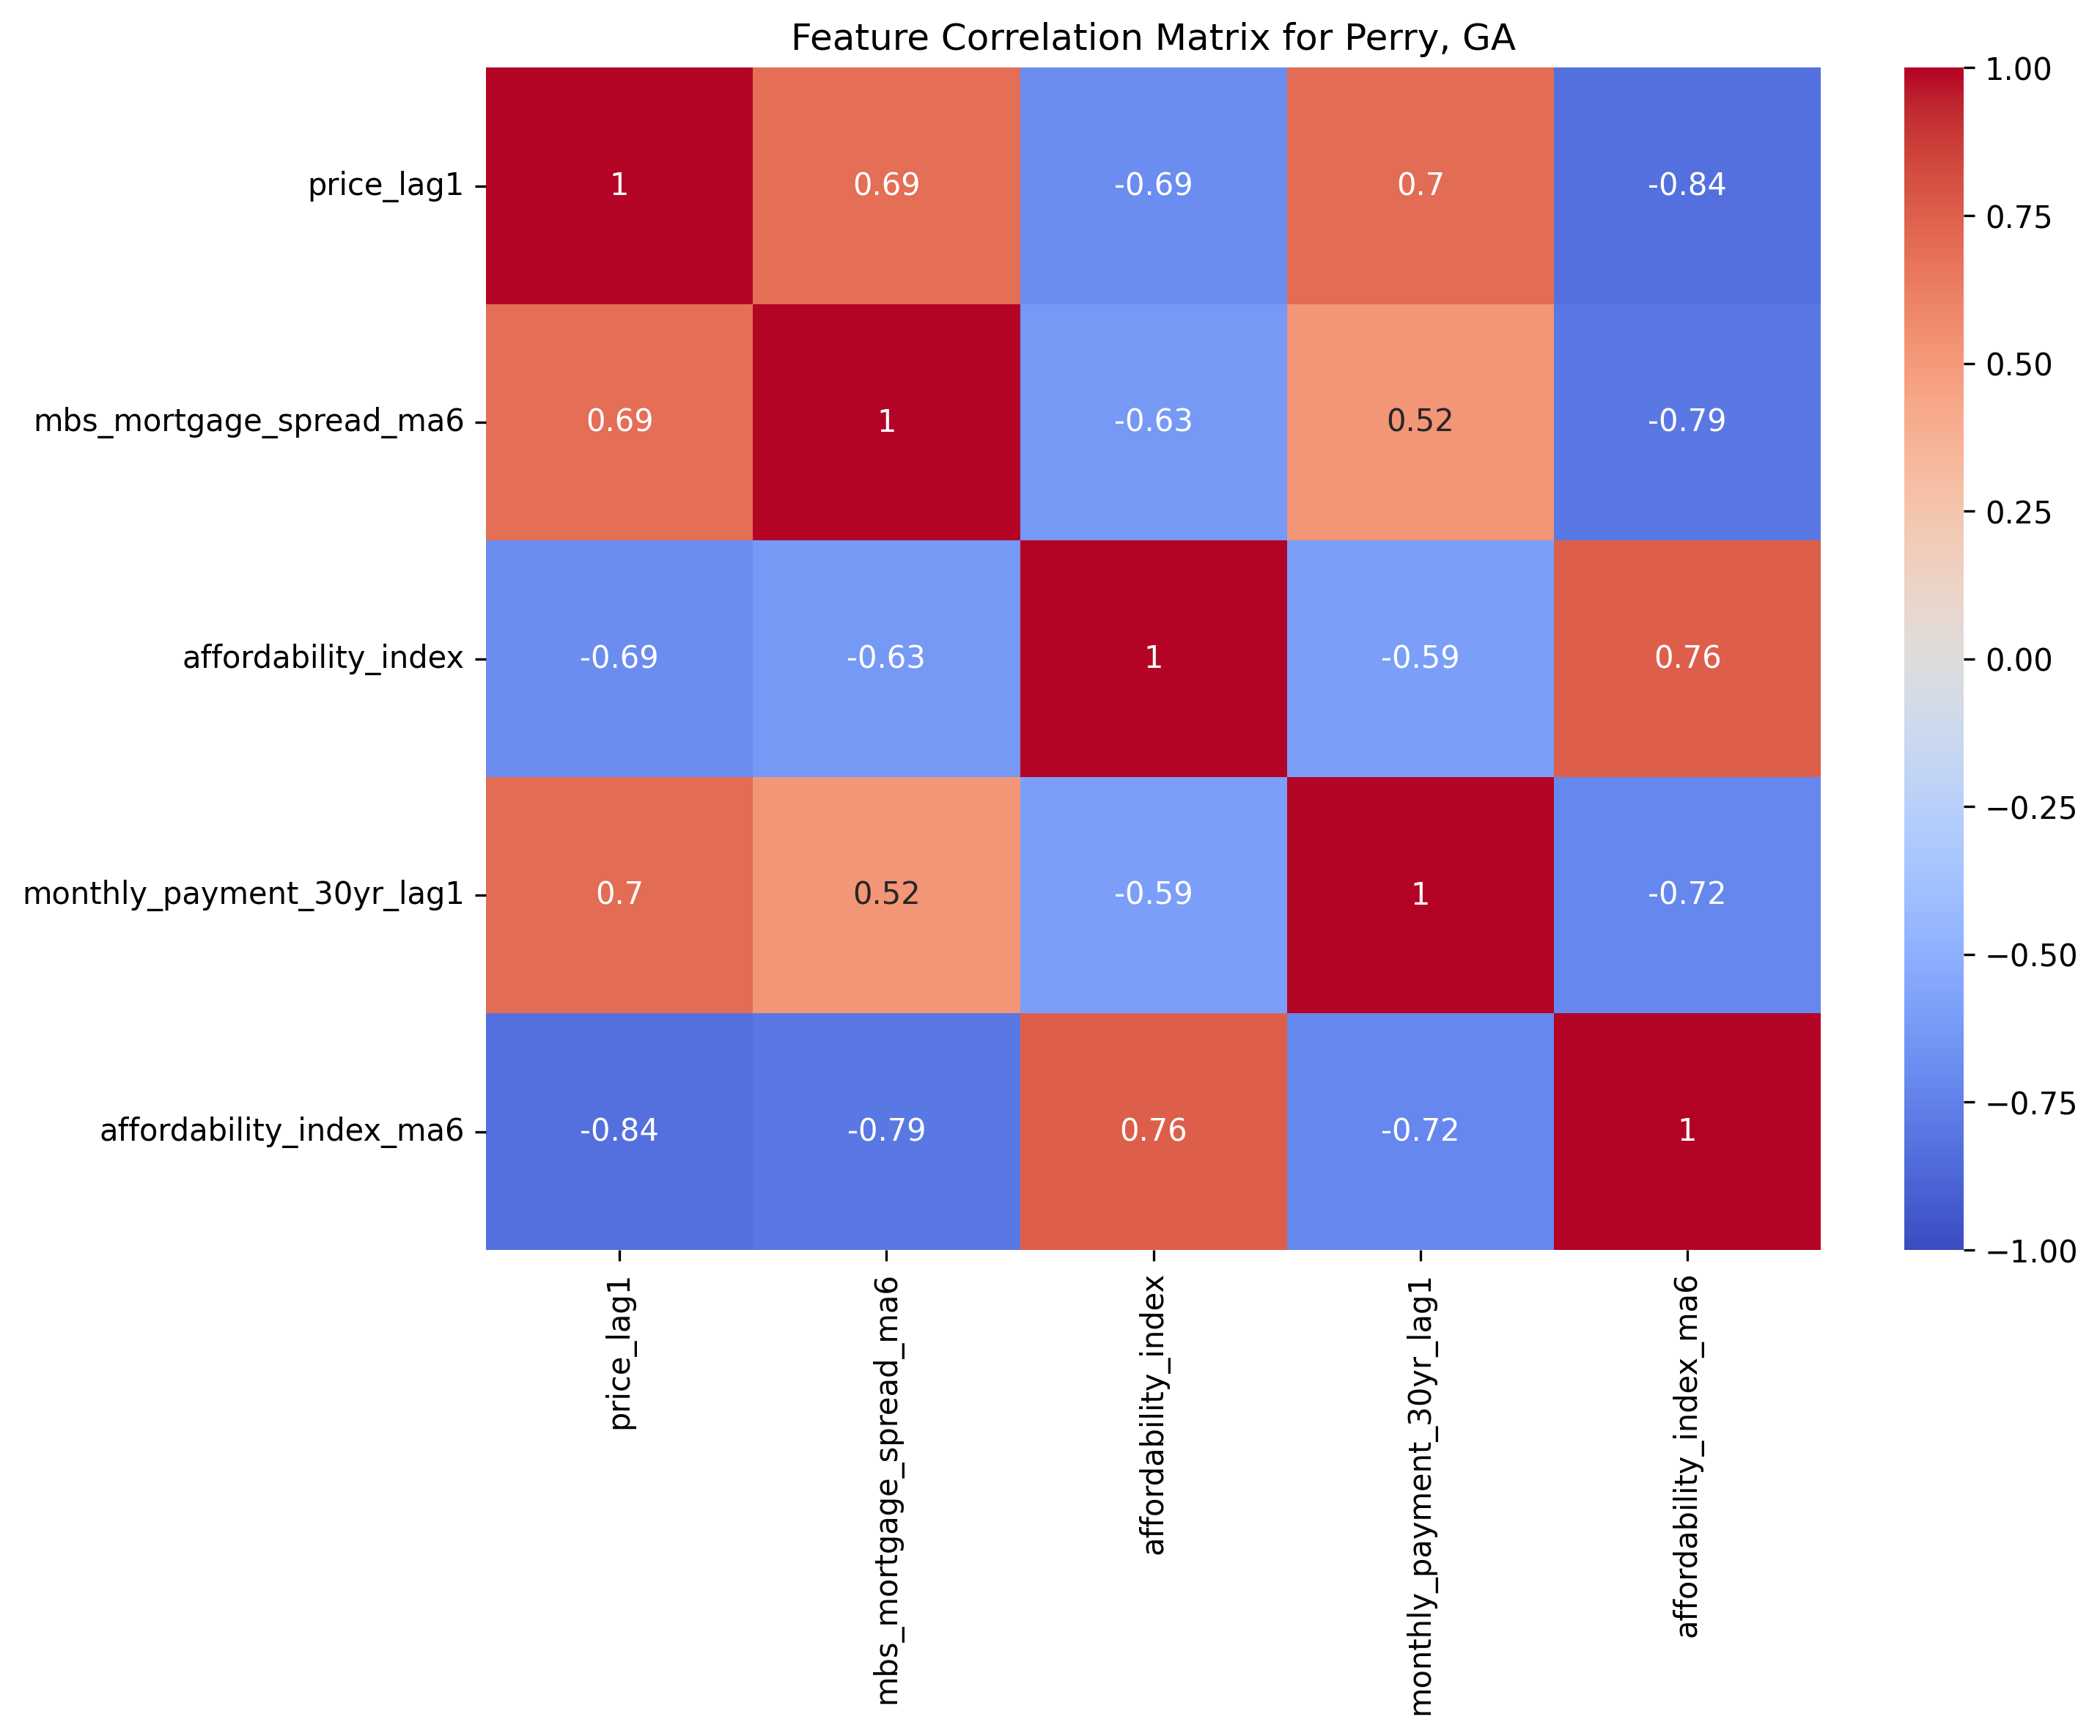 Feature Correlation Matrix for Perry, GA
price_lag1 1 0.69 -0.69 0.7 -0.84
mbs_mortgage_spread_ma6 0.69 1 -0.63 0.52 -0.79
affordability_index -0.69 -0.63 1 -0.59 0.76
monthly_payment_30yr_lag1 0.7 0.52 -0.59 1 -0.72
affordability_index_ma6 -0.84 -0.79 0.76 -0.72 1
price_lag1
mbs_mortgage_spread_ma6
affordability_index
monthly_payment_30yr_lag1
affordability_index_ma6
1.00
0.75
0.50
0.25
0.00
−0.25
−0.50
−0.75
−1.00